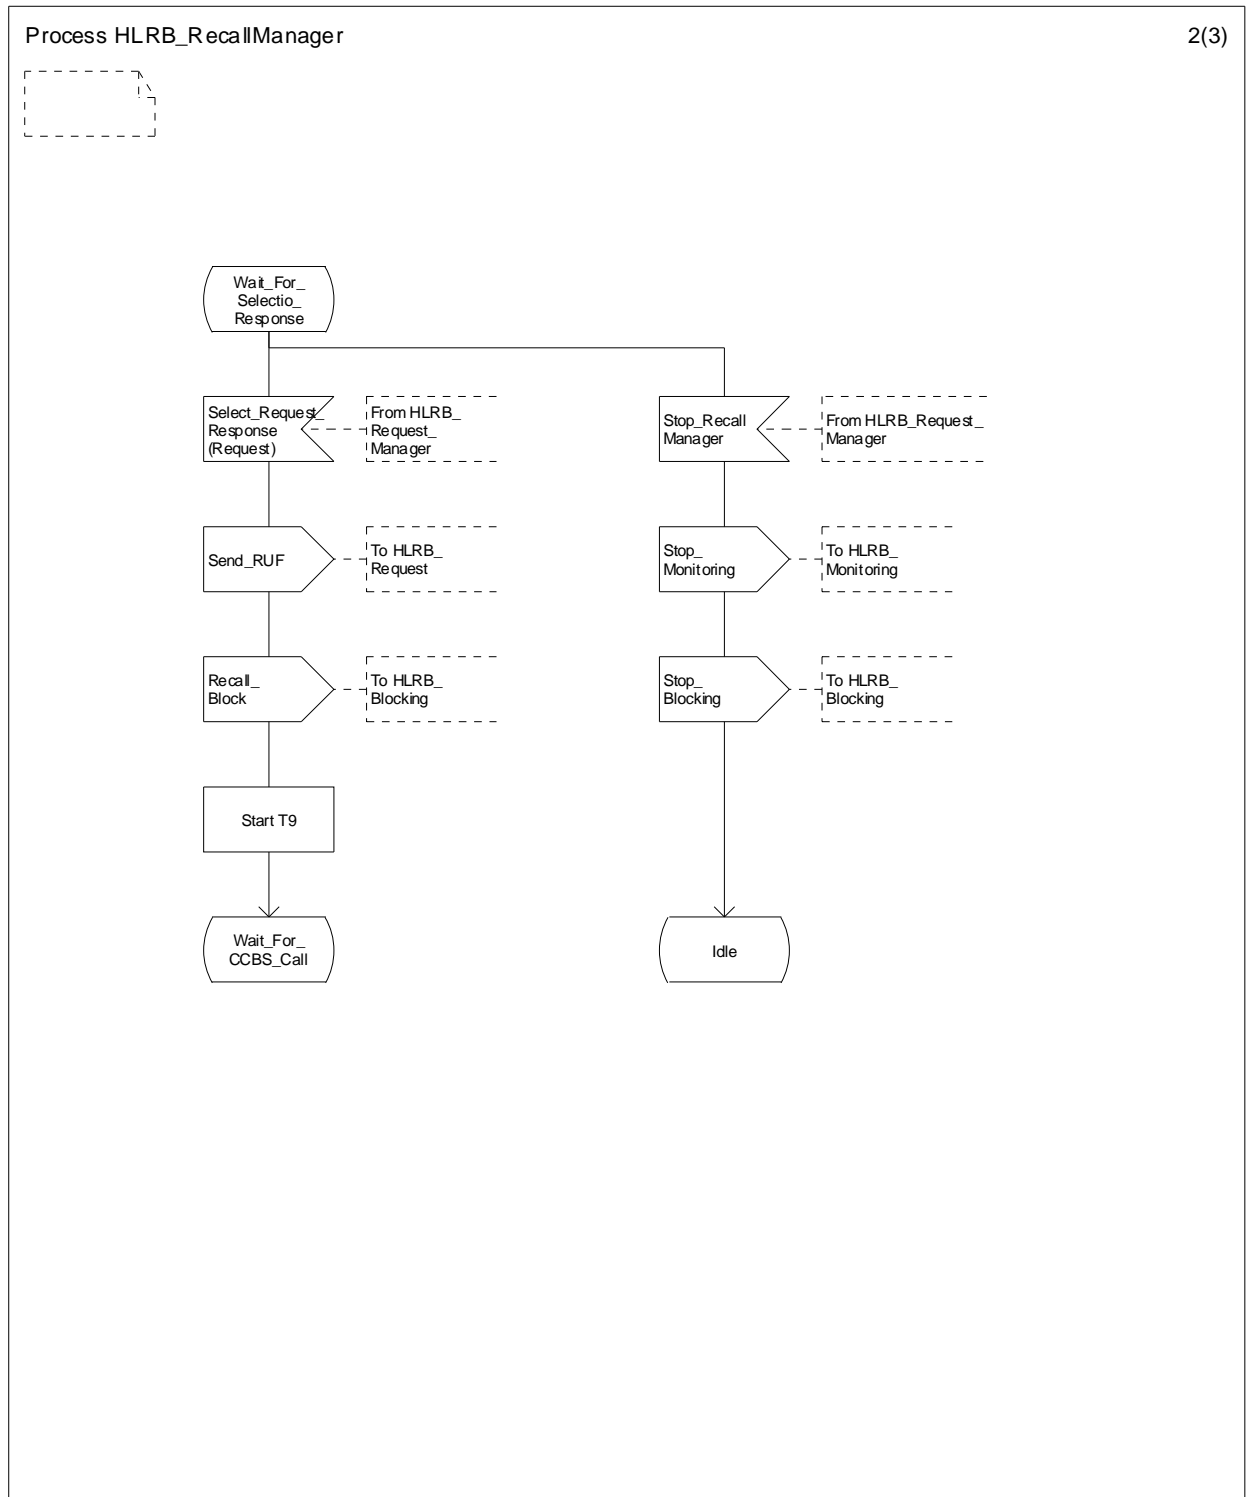 Process HLRB_RecallManager
2(3)
Wait_For_
Selectio_
Response
Select_Request_
Response
(Request)
From HLRB_
Request_
Manager
Stop_Recall
Manager
From HLRB_Request_
Manager
Send_RUF
To HLRB_
Request
Stop_
Monitoring
To HLRB_
Monitoring
Recall_
Block
To HLRB_
Blocking
Stop_
Blocking
To HLRB_
Blocking
Start T9
Wait_For_
CCBS_Call
Idle